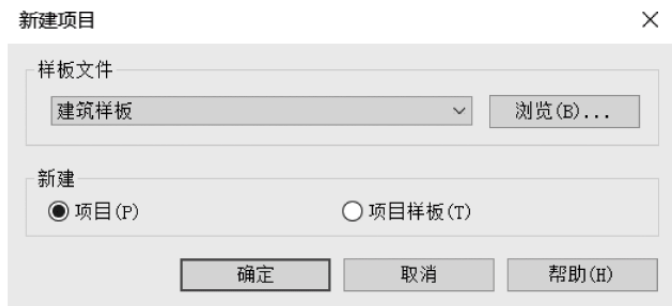 新建项目
样板文件
建筑样板 浏览(B)...
新建
项目(P) 项目样板(T)
确定 取消 帮助(H)